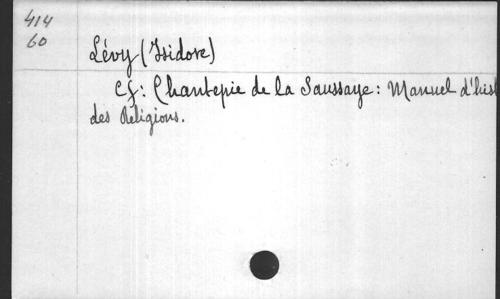 414
60
Lévy (Isidore)
cf: Chantepie de la Saussaye: Manuel d'hist
des Religions.